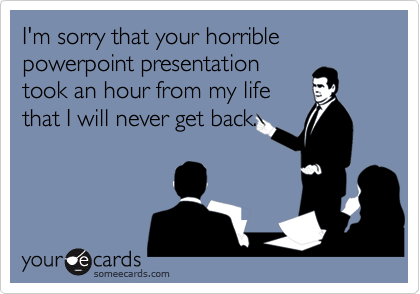 I'm sorry that your horrible
powerpoint presentation
took an hour from my life
that I will never get back.
your e cards
someecards.com